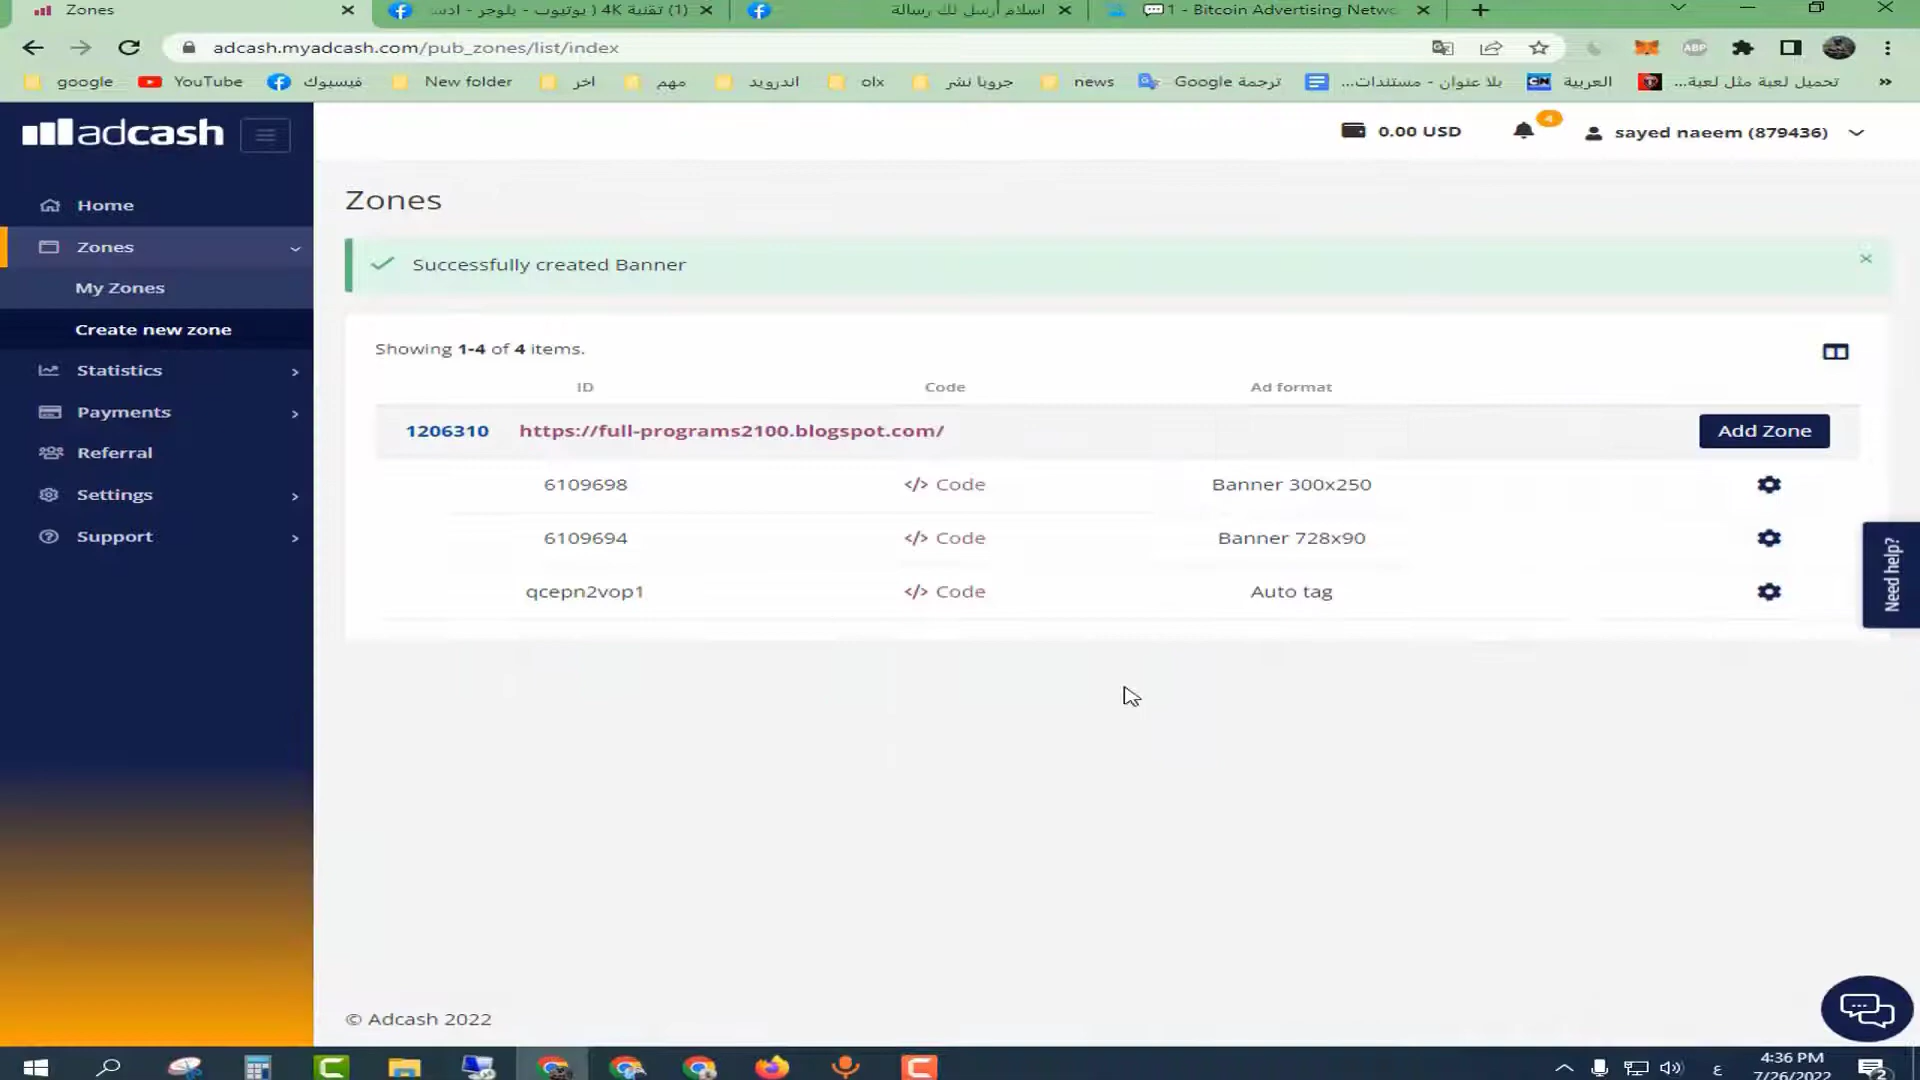 Zones
(1) تقنية 4K ( يوتيوب - بلوجر - ادسـ
اسلام أرسل لك رسالة
1 - Bitcoin Advertising Netwo
adcash.myadcash.com/pub_zones/list/index
google
YouTube
فيسبوك
New folder
اخر
مهم
اندرويد
olx
جروبا نشر
news
ترجمة Google
بلا عنوان - مستندات...
العربية
تحميل لعبة مثل لعبة...
»
adcash
0.00 USD
4
sayed naeem (879436)
Home
Zones
My Zones
Create new zone
Statistics
Payments
Referral
Settings
Support
Zones
Successfully created Banner
Showing 1-4 of 4 items.
ID Code Ad format
1206310 https://full-programs2100.blogspot.com/ Add Zone
6109698 </> Code Banner 300x250
6109694 </> Code Banner 728x90
qcepn2vop1 </> Code Auto tag
Need help?
© Adcash 2022
ABP
ع
4:36 PM
7/26/2022
2